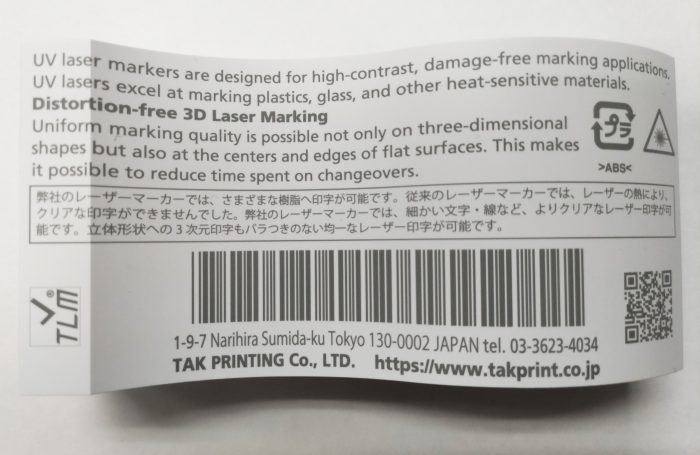 UV laser markers are designed for high-contrast, damage-free marking applications.
UV lasers excel at marking plastics, glass, and other heat-sensitive materials.
Distortion-free 3D Laser Marking
Uniform marking quality is possible not only on three-dimensional
shapes but also at the centers and edges of flat surfaces. This makes
it possible to reduce time spent on changeovers.
プラ
>ABS<
弊社のレーザーマーカーでは、さまざまな樹脂へ印字が可能です。従来のレーザーマーカーでは、レーザーの熱により、
クリアな印字ができませんでした。弊社のレーザーマーカーでは、細かい文字・線など、よりクリアなレーザー印字が可
能です。立体形状への3次元印字もバラつきのない均一なレーザー印字が可能です。
TLM®
1-9-7 Narihira Sumida-ku Tokyo 130-0002 JAPAN tel. 03-3623-4034
TAK PRINTING Co., LTD. https://www.takprint.co.jp